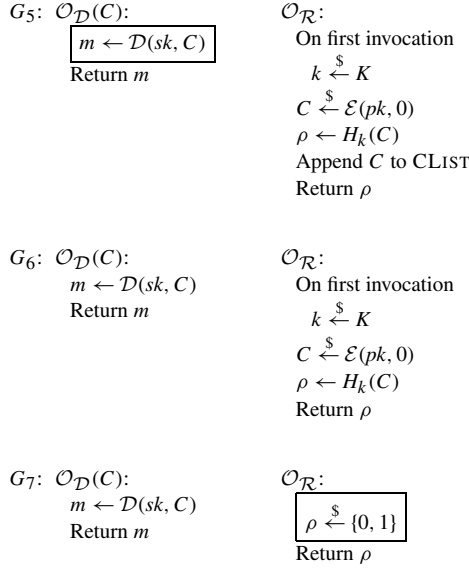 G₅: 𝒪_𝒟(C): 𝒪_ℛ:
m ← 𝒟(sk, C) On first invocation
Return m k $← K
C $← ℰ(pk, 0)
ρ ← H_k(C)
Append C to CLIST
Return ρ
G₆: 𝒪_𝒟(C): 𝒪_ℛ:
m ← 𝒟(sk, C) On first invocation
Return m k $← K
C $← ℰ(pk, 0)
ρ ← H_k(C)
Return ρ
G₇: 𝒪_𝒟(C): 𝒪_ℛ:
m ← 𝒟(sk, C) ρ $← {0, 1}
Return m Return ρ